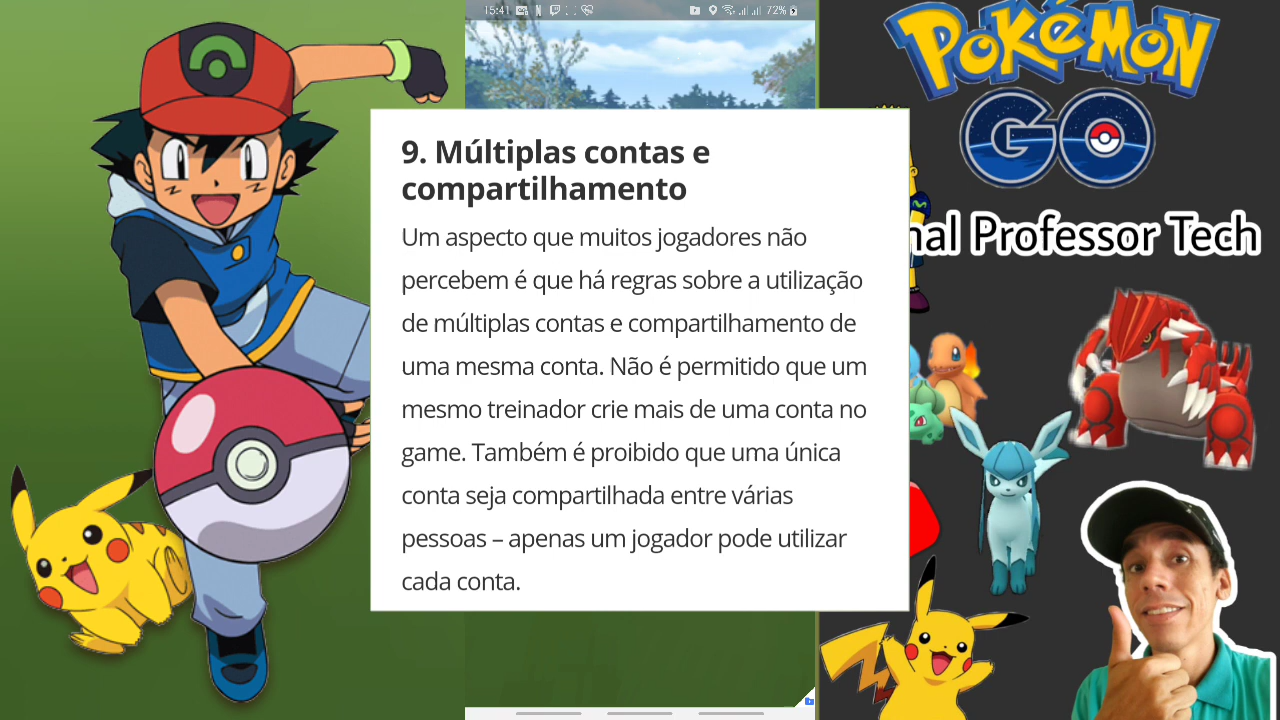 15:41
72%
POKÉMON
GO
nal Professor Tech
9. Múltiplas contas e
compartilhamento
Um aspecto que muitos jogadores não
percebem é que há regras sobre a utilização
de múltiplas contas e compartilhamento de
uma mesma conta. Não é permitido que um
mesmo treinador crie mais de uma conta no
game. Também é proibido que uma única
conta seja compartilhada entre várias
pessoas – apenas um jogador pode utilizar
cada conta.